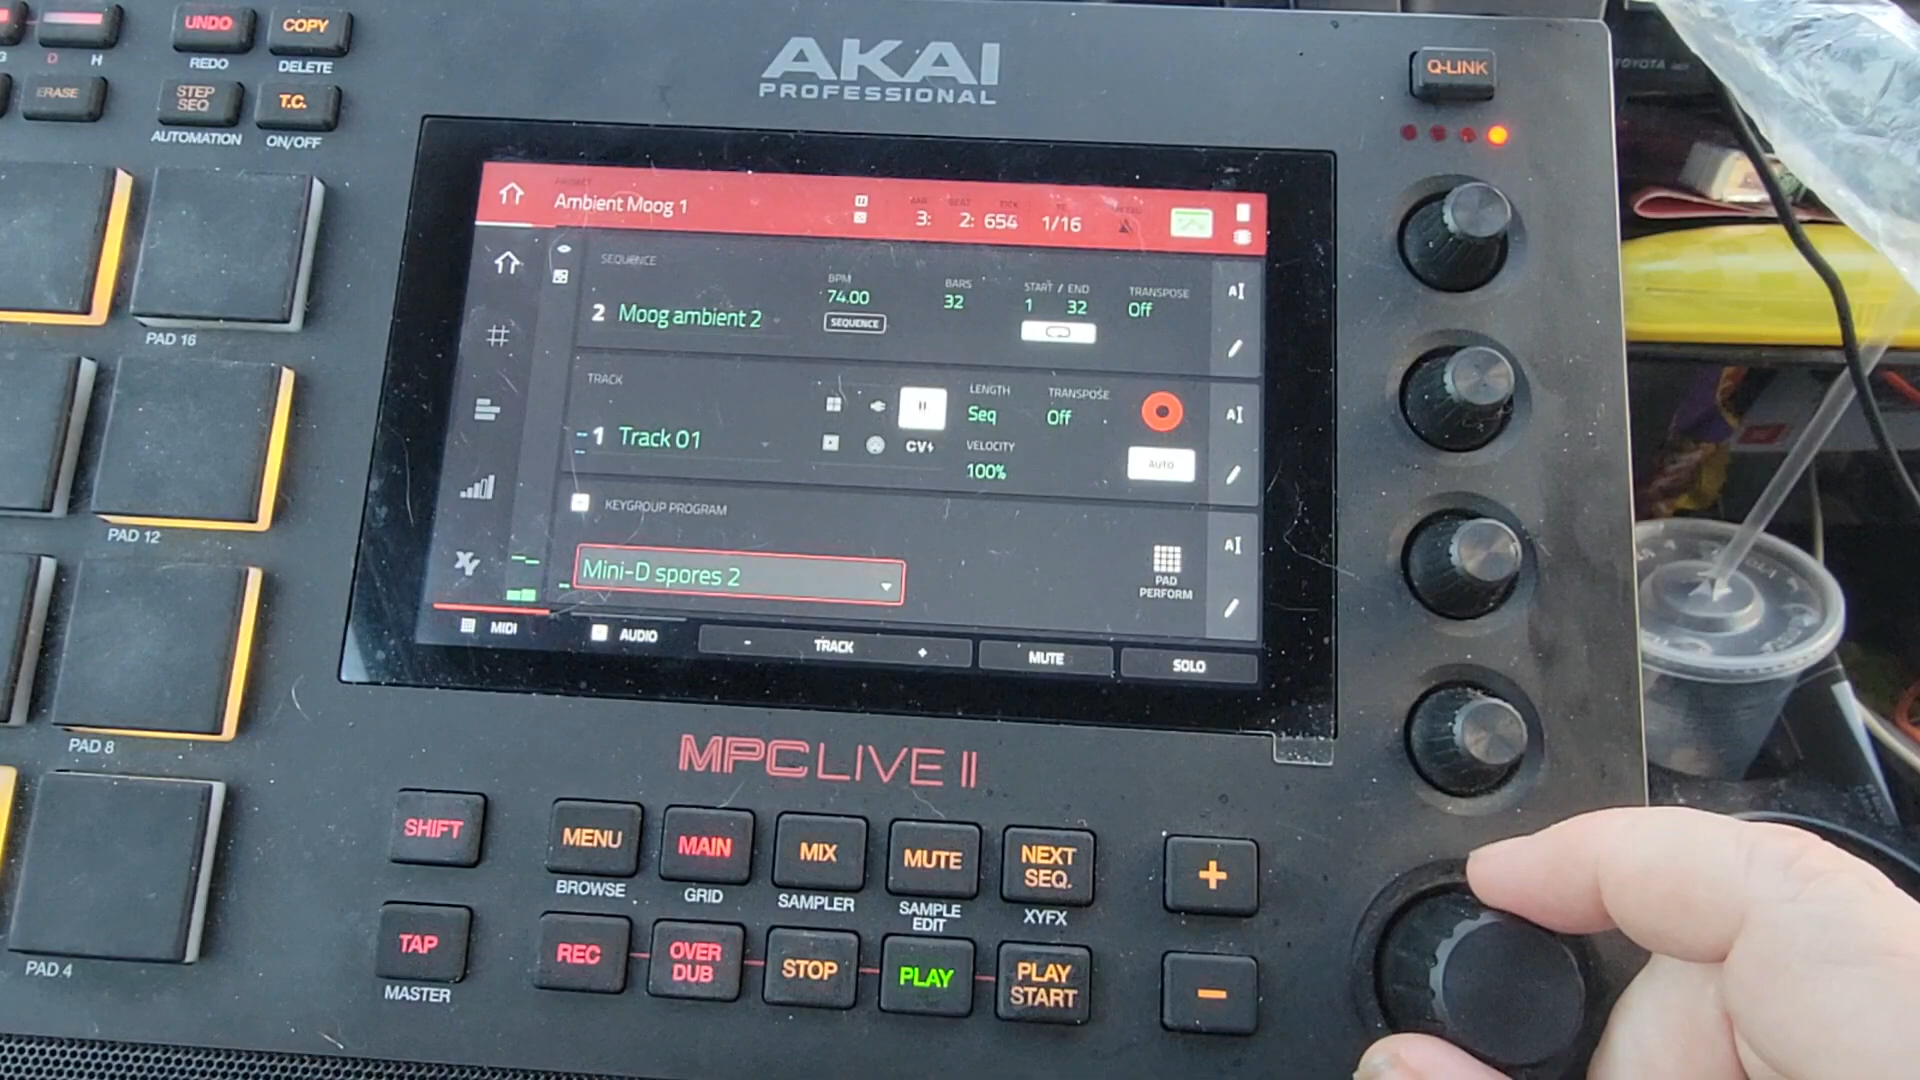 UNDO
COPY
D H
REDO
DELETE
ERASE
STEP
SEQ
T.C.
AUTOMATION
ON/OFF
AKAI
PROFESSIONAL
Q-LINK
TOYOTA
Ambient Moog 1
3: 2: 654 1/16
SEQUENCE
2 Moog ambient 2
BPM
74.00
SEQUENCE
BARS
32
START / END
1 32
TRANSPOSE
Off
TRACK
1 Track 01
CV
LENGTH
Seq
TRANSPOSE
Off
VELOCITY
100%
AUTO
KEYGROUP PROGRAM
Mini-D spores 2
PAD
PERFORM
MIDI
AUDIO
- TRACK +
MUTE
SOLO
PAD 16
PAD 12
PAD 8
PAD 4
MPC LIVE II
SHIFT
MENU
MAIN
MIX
MUTE
NEXT
SEQ.
+
BROWSE
GRID
SAMPLER
SAMPLE
EDIT
XYFX
TAP
REC
OVER
DUB
STOP
PLAY
PLAY
START
-
MASTER